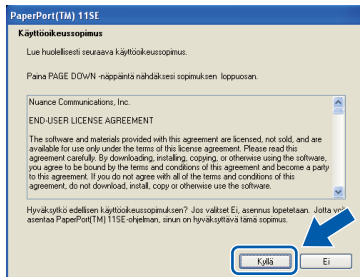 PaperPort(TM) 11SE
Käyttöoikeussopimus
Lue huolellisesti seuraava käyttöoikeussopimus.
Paina PAGE DOWN -näppäintä nähdäksesi sopimuksen loppuosan.
Nuance Communications, Inc.
END-USER LICENSE AGREEMENT
The software and materials provided with this agreement are licensed, not sold, and are
available for use only under the terms of this license agreement. Please read this
agreement carefully. By downloading, installing, copying, or otherwise using the software,
you agree to be bound by the terms and conditions of this agreement and become a party
to this agreement. If you do not agree with all of the terms and conditions of this
agreement, do not download, install, copy or otherwise use the software.
Hyväksytkö edellisen käyttöoikeussopimuksen? Jos valitset Ei, asennus lopetetaan. Jotta
asentaa PaperPort(TM) 11SE-ohjelman, sinun on hyväksyttävä tämä sopimus.
Kyllä
Ei